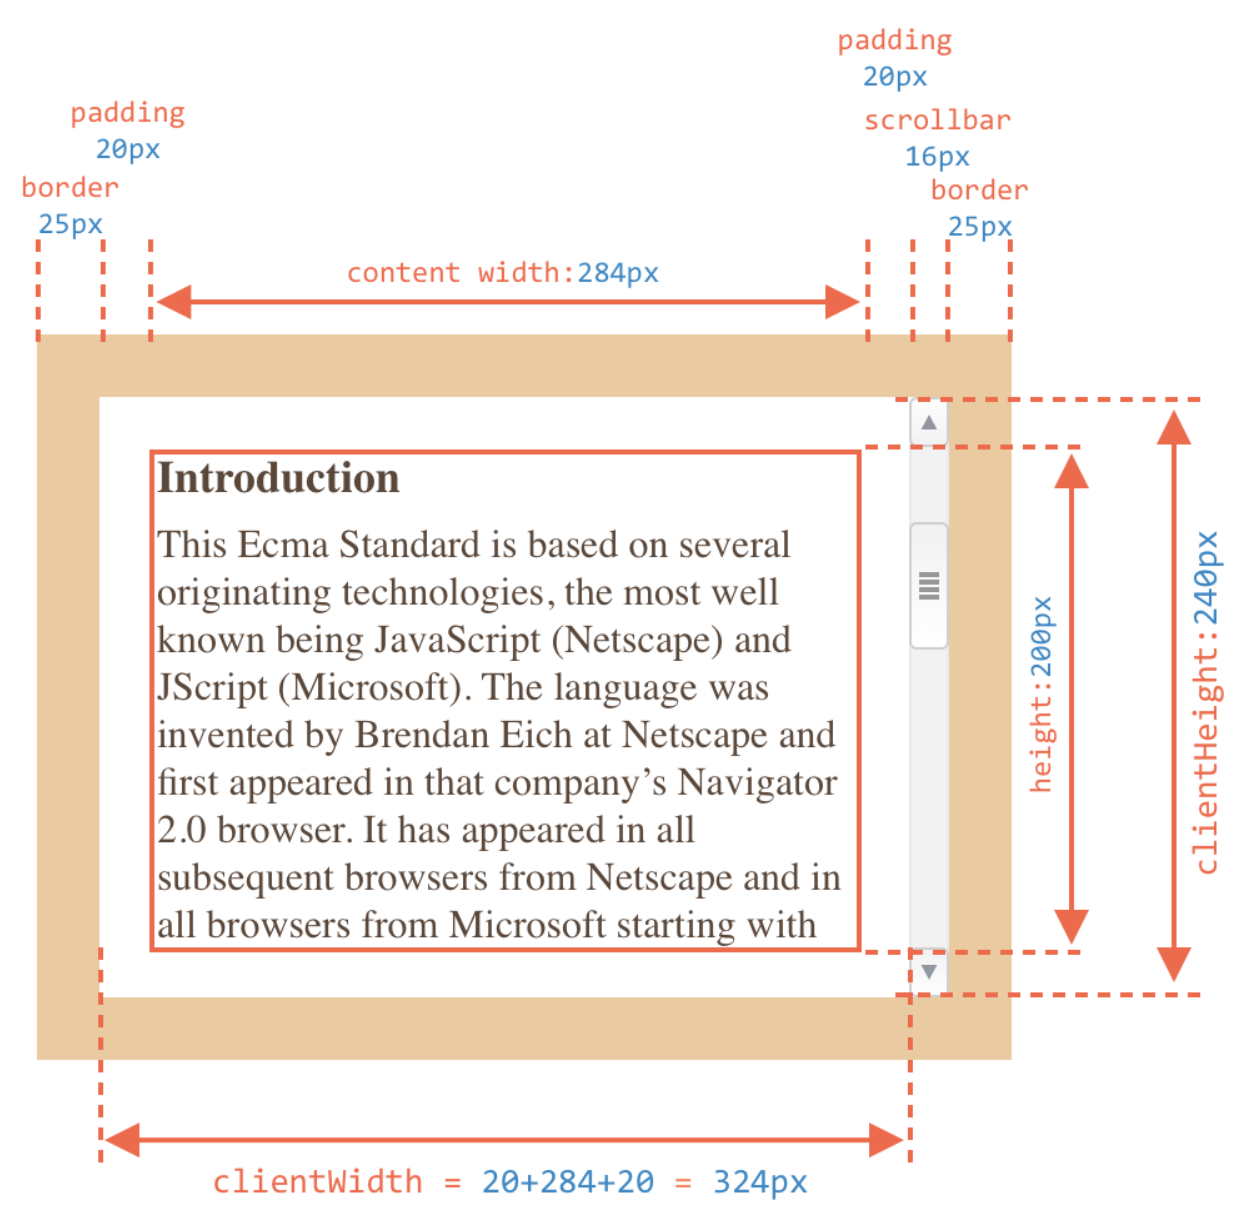 padding
20px
scrollbar
16px
border
25px
padding
20px
border
25px
content width:284px
Introduction
This Ecma Standard is based on several
originating technologies, the most well
known being JavaScript (Netscape) and
JScript (Microsoft). The language was
invented by Brendan Eich at Netscape and
first appeared in that company’s Navigator
2.0 browser. It has appeared in all
subsequent browsers from Netscape and in
all browsers from Microsoft starting with
height:200px
clientHeight:240px
clientWidth = 20+284+20 = 324px